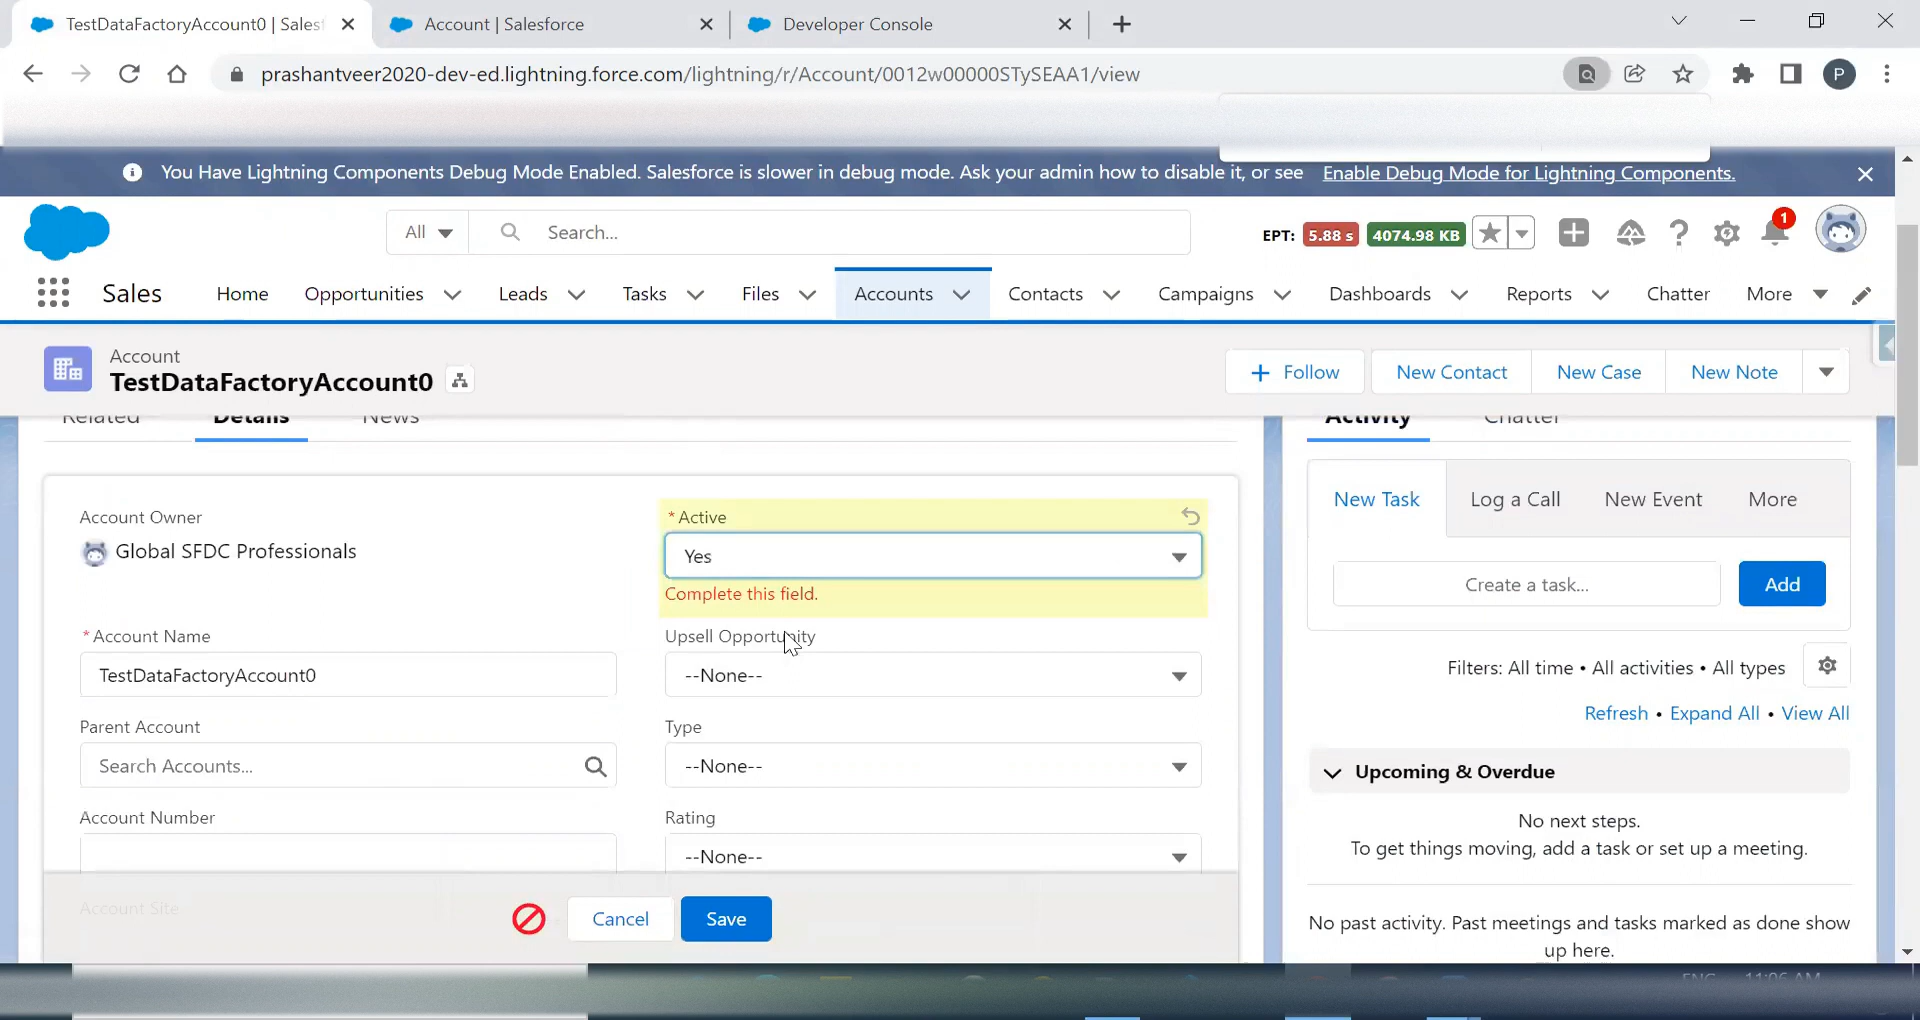 TestDataFactoryAccount0 | Sales
Account | Salesforce
Developer Console
prashantveer2020-dev-ed.lightning.force.com/lightning/r/Account/0012w00000STySEAA1/view
P
You Have Lightning Components Debug Mode Enabled. Salesforce is slower in debug mode. Ask your admin how to disable it, or see Enable Debug Mode for Lightning Components.
All
Search...
EPT: 5.88 s 4074.98 KB
1
Sales
Home
Opportunities
Leads
Tasks
Files
Accounts
Contacts
Campaigns
Dashboards
Reports
Chatter
More
Account
TestDataFactoryAccount0
Follow
New Contact
New Case
New Note
Related
Details
News
Activity
Chatter
Account Owner
Global SFDC Professionals
* Active
Yes
Complete this field.
* Account Name
TestDataFactoryAccount0
Upsell Opportunity
--None--
Parent Account
Search Accounts...
Type
--None--
Account Number
Rating
--None--
Account Site
Cancel
Save
New Task
Log a Call
New Event
More
Create a task...
Add
Filters: All time • All activities • All types
Refresh • Expand All • View All
Upcoming & Overdue
No next steps.
To get things moving, add a task or set up a meeting.
No past activity. Past meetings and tasks marked as done show
up here.
ENG
11:06 AM